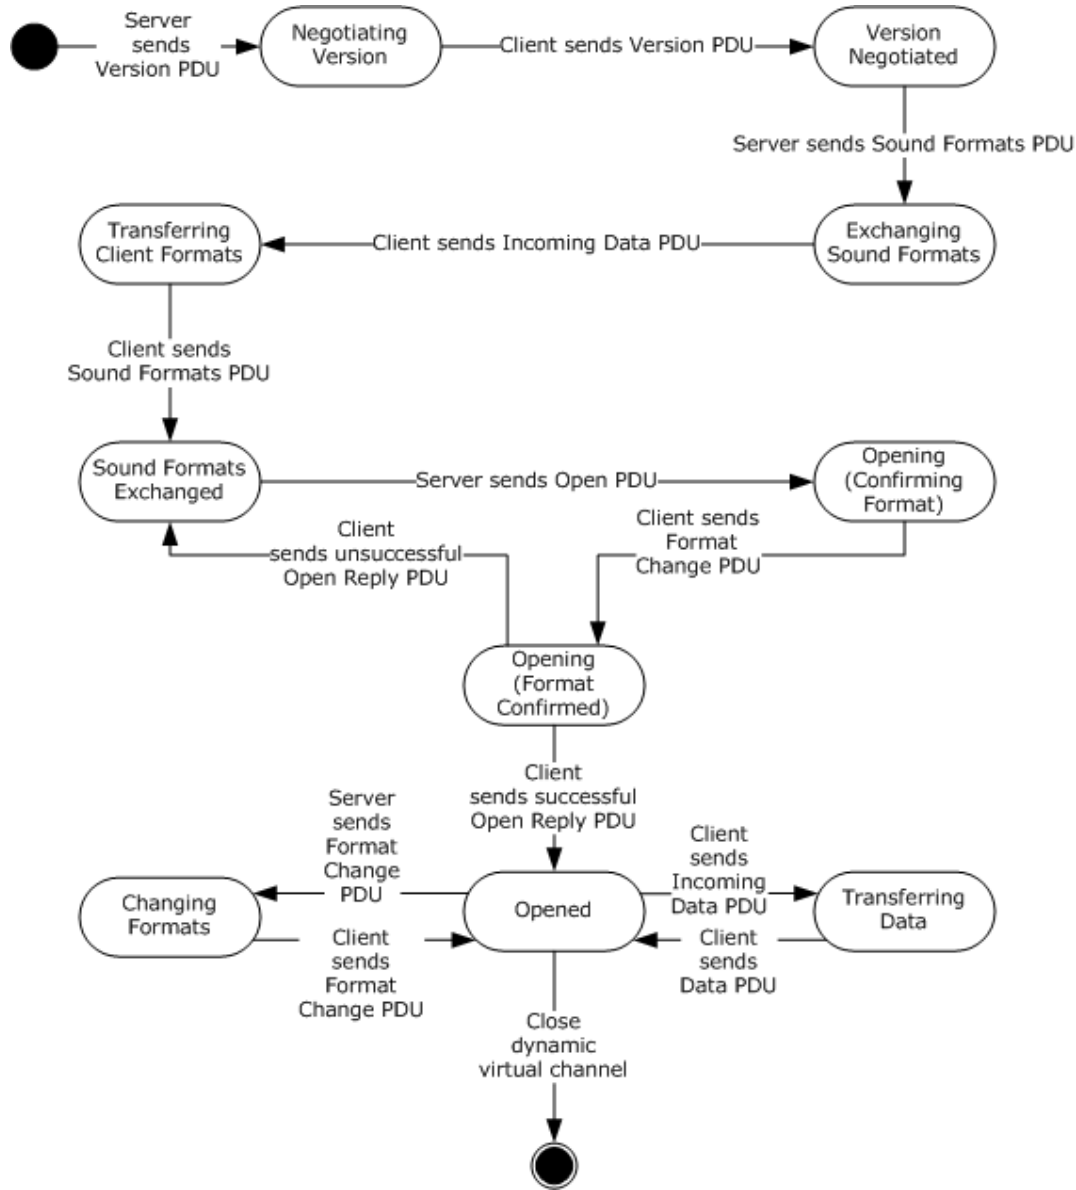 Server
sends
Version PDU
Negotiating
Version
Client sends Version PDU
Version
Negotiated
Server sends Sound Formats PDU
Transferring
Client Formats
Client sends Incoming Data PDU
Exchanging
Sound Formats
Client sends
Sound Formats PDU
Sound Formats
Exchanged
Server sends Open PDU
Opening
(Confirming
Format)
Client
sends unsuccessful
Open Reply PDU
Client sends
Format
Change PDU
Opening
(Format
Confirmed)
Client
sends successful
Open Reply PDU
Server
sends
Format
Change
PDU
Client
sends
Incoming
Data PDU
Changing
Formats
Opened
Transferring
Data
Client
sends
Format
Change PDU
Client
sends
Data PDU
Close
dynamic
virtual channel